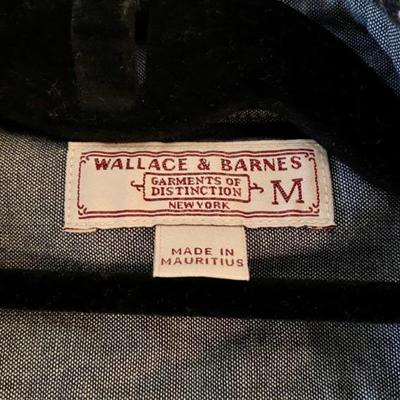 WALLACE & BARNES
GARMENTS OF
DISTINCTION
NEW YORK
M
MADE IN
MAURITIUS